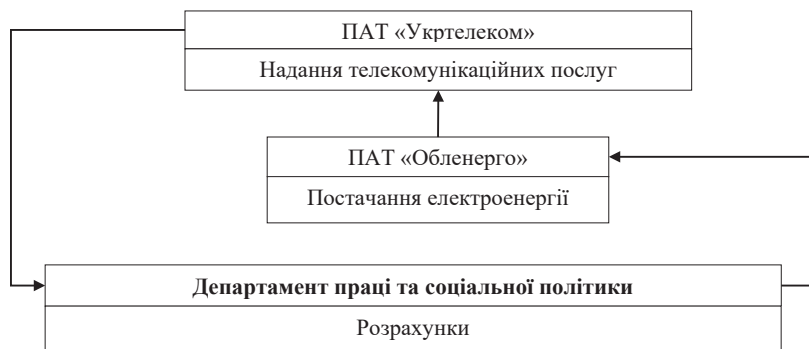 ПАТ «Укртелеком»
Надання телекомунікаційних послуг
ПАТ «Обленерго»
Постачання електроенергії
Департамент праці та соціальної політики
Розрахунки